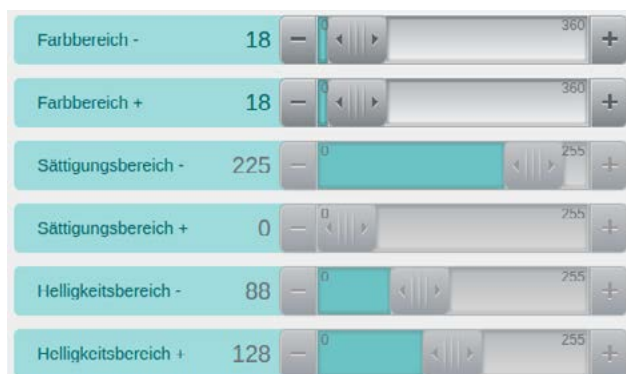 Farbbereich - 18 − 0 360 +
Farbbereich + 18 − 0 360 +
Sättigungsbereich - 225 − 0 255 +
Sättigungsbereich + 0 − 0 255 +
Helligkeitsbereich - 88 − 0 255 +
Helligkeitsbereich + 128 − 0 255 +